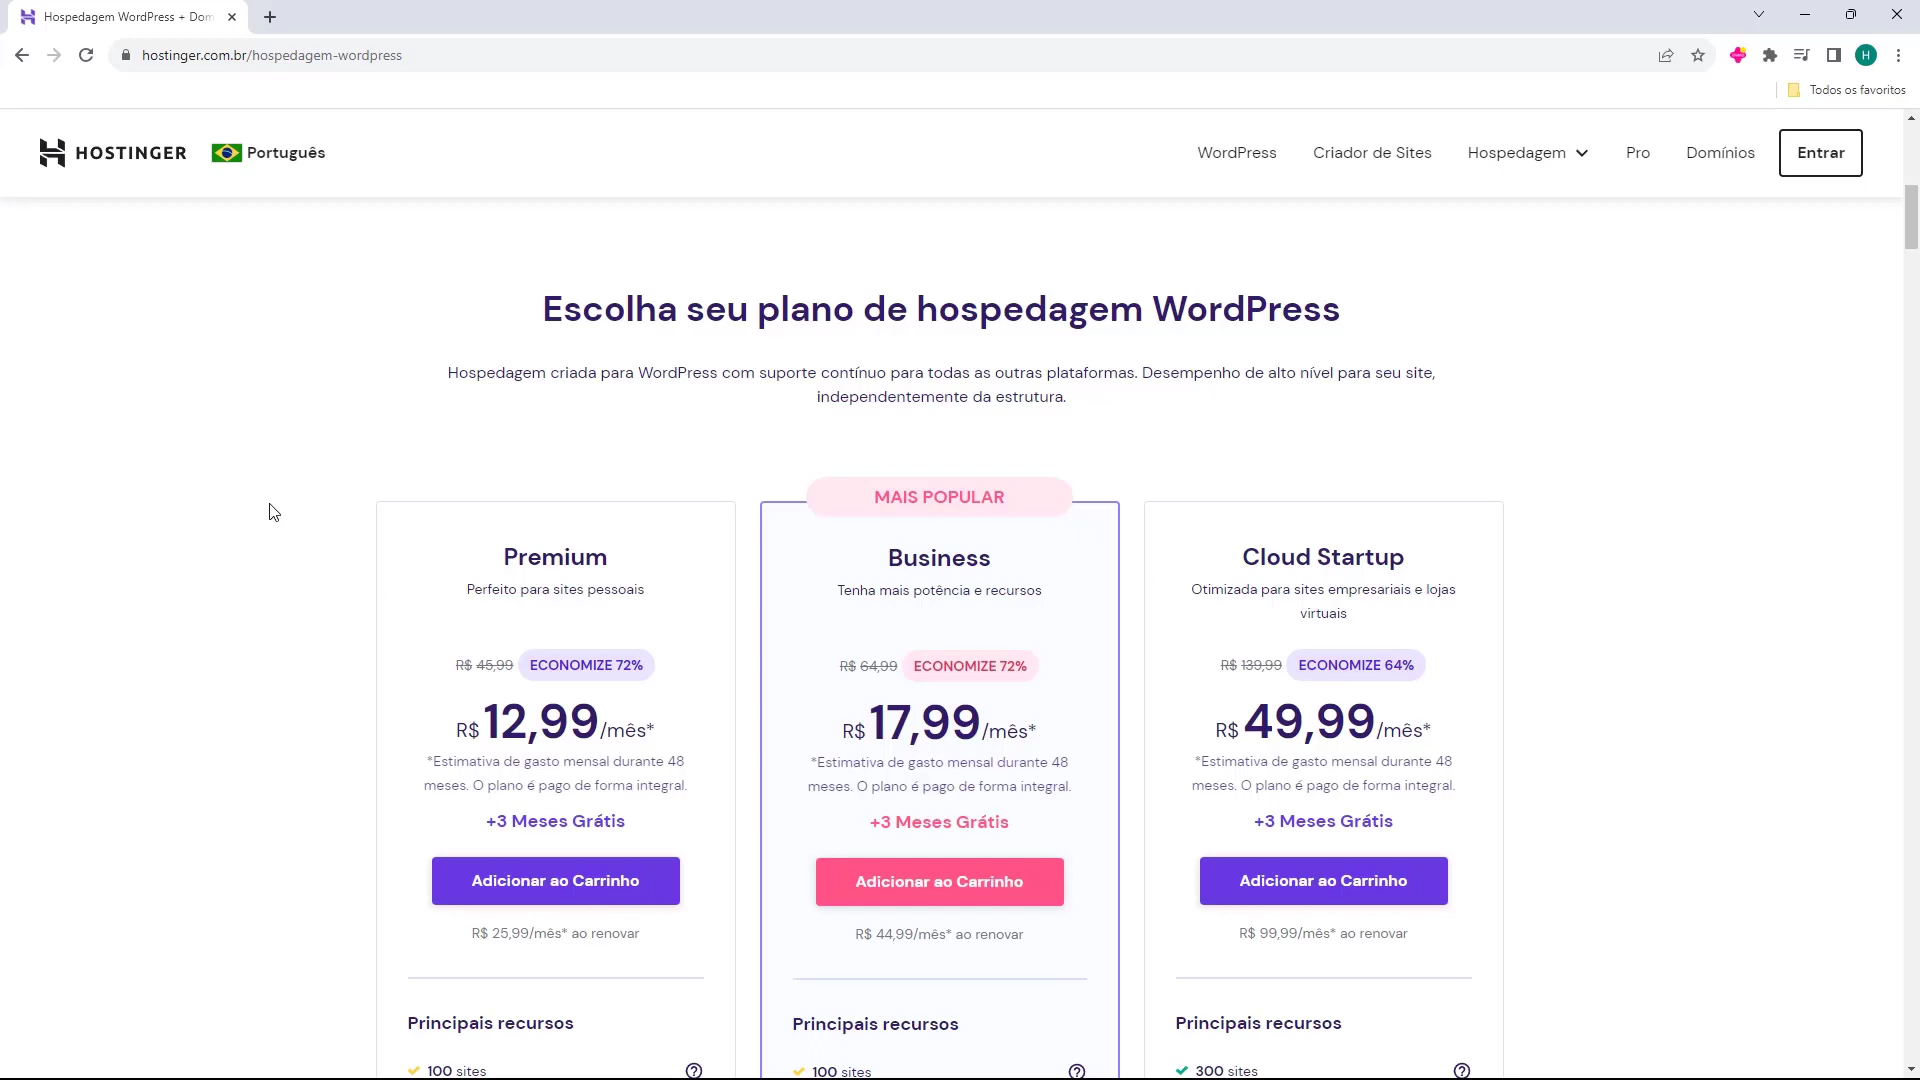 Hospedagem WordPress + Dom
hostinger.com.br/hospedagem-wordpress
H
Todos os favoritos
HOSTINGER
Português
WordPress
Criador de Sites
Hospedagem
Pro
Domínios
Entrar
Escolha seu plano de hospedagem WordPress
Hospedagem criada para WordPress com suporte contínuo para todas as outras plataformas. Desempenho de alto nível para seu site,
independentemente da estrutura.
Premium
Perfeito para sites pessoais
R$ 45,99 ECONOMIZE 72%
R$ 12,99/mês*
*Estimativa de gasto mensal durante 48
meses. O plano é pago de forma integral.
+3 Meses Grátis
Adicionar ao Carrinho
R$ 25,99/mês* ao renovar
Principais recursos
100 sites
MAIS POPULAR
Business
Tenha mais potência e recursos
R$ 64,99 ECONOMIZE 72%
R$ 17,99/mês*
*Estimativa de gasto mensal durante 48
meses. O plano é pago de forma integral.
+3 Meses Grátis
Adicionar ao Carrinho
R$ 44,99/mês* ao renovar
Principais recursos
100 sites
Cloud Startup
Otimizada para sites empresariais e lojas
virtuais
R$ 139,99 ECONOMIZE 64%
R$ 49,99/mês*
*Estimativa de gasto mensal durante 48
meses. O plano é pago de forma integral.
+3 Meses Grátis
Adicionar ao Carrinho
R$ 99,99/mês* ao renovar
Principais recursos
300 sites